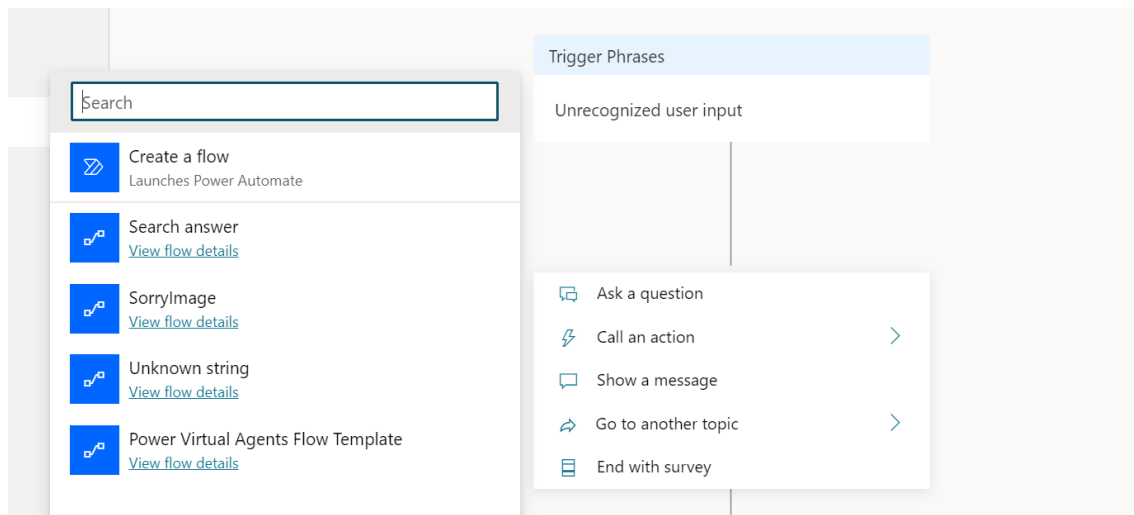 Search
Create a flow
Launches Power Automate
Search answer
View flow details
SorryImage
View flow details
Unknown string
View flow details
Power Virtual Agents Flow Template
View flow details
Trigger Phrases
Unrecognized user input
Ask a question
Call an action
Show a message
Go to another topic
End with survey